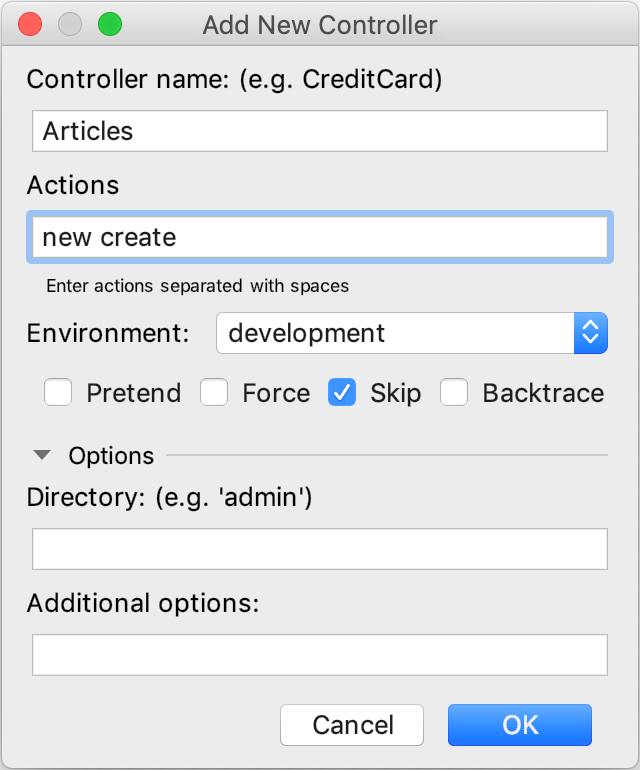 Add New Controller
Controller name: (e.g. CreditCard)
Articles
Actions
new create
Enter actions separated with spaces
Environment: development
Pretend Force Skip Backtrace
Options
Directory: (e.g. 'admin')
Additional options:
Cancel OK